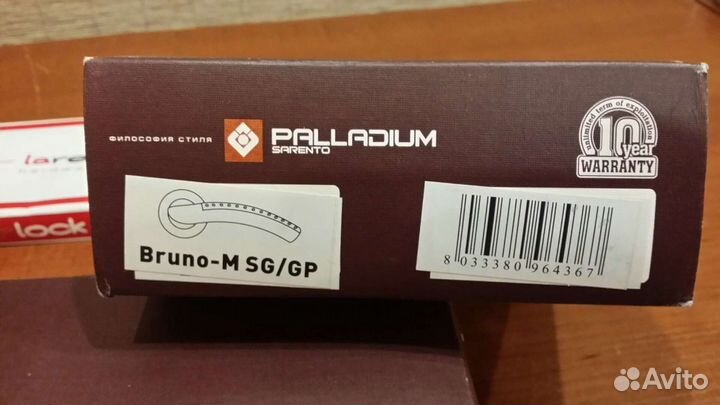 ФИЛОСОФИЯ СТИЛЯ
PALLADIUM
SARENTO
unlimited term of exploitation
10 year
WARRANTY
Bruno-M SG/GP
8 033380 964367
lock
Avito